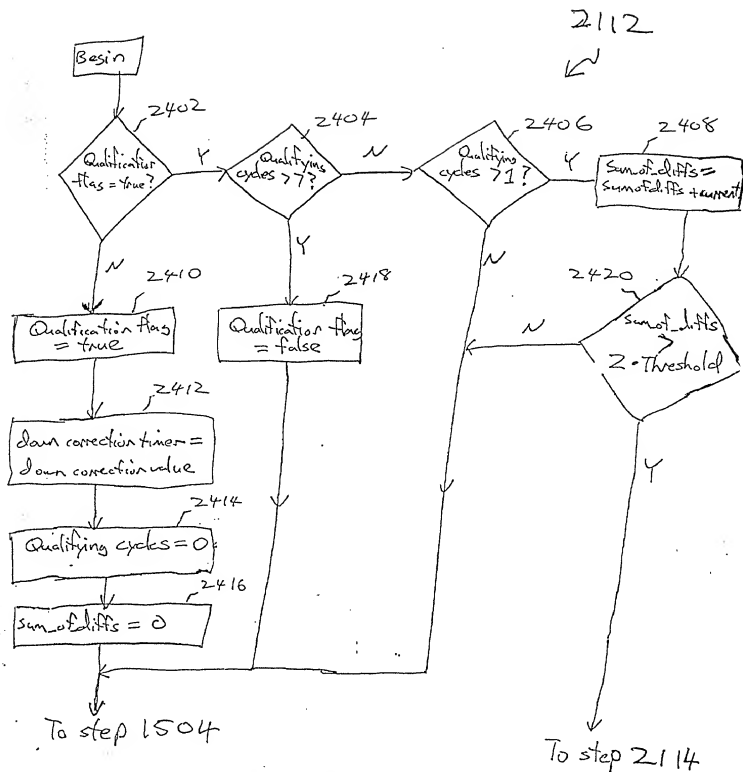 2112
Begin
2402
Qualification
flag = true?
Y
N
2404
Qualifying
cycles > 7?
N
Y
2406
Qualifying
cycles > 1?
Y
N
2408
sum_of_diffs =
sumofdiffs + current
2410
Qualification flag
= true
2418
Qualification flag
= false
2420
sum_of_diffs
>
2 • Threshold
N
Y
2412
down correction timer =
down correction value
2414
Qualifying cycles = 0
2416
sum_of_diffs = 0
To step 1504
To step 2114